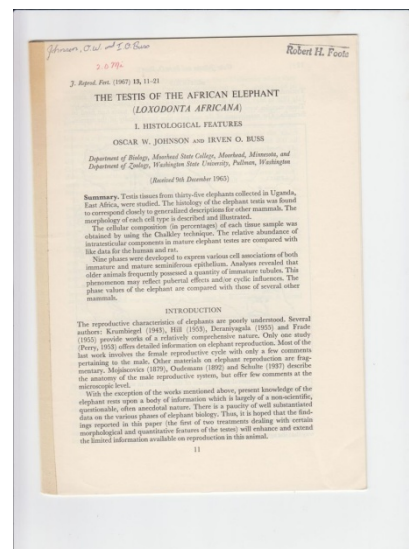 Johnson, O.W. and I.O. Buss
Robert H. Foote
J. Reprod. Fert. (1967) 13, 11-21
THE TESTIS OF THE AFRICAN ELEPHANT
(LOXODONTA AFRICANA)
I. HISTOLOGICAL FEATURES
OSCAR W. JOHNSON AND IRVEN O. BUSS
Department of Biology, Moorhead State College, Moorhead, Minnesota, and
Department of Zoology, Washington State University, Pullman, Washington
(Received 9th December 1965)
Summary. Testis tissues from thirty-five elephants collected in Uganda,
East Africa, were studied. The histology of the elephant testis was found
to correspond closely to generalized descriptions for other mammals. The
morphology of each cell type is described and illustrated.
The cellular composition (in percentages) of each tissue sample was
obtained by using the Chalkley technique. The relative abundance of
intratesticular components in mature elephant testes are compared with
like data for the human and rat.
Nine phases were developed to express various cell associations of both
immature and mature seminiferous epithelium. Analyses revealed that
older animals frequently possessed a quantity of immature tubules. This
phenomenon may reflect pubertal effects and/or cyclic influences. The
phase values of the elephant are compared with those of several other
mammals.
INTRODUCTION
The reproductive characteristics of elephants are poorly understood. Several
authors: Krumbiegel (1943), Hill (1953), Deraniyagala (1955) and Frade
(1955) provide works of a relatively comprehensive nature. Only one study
(Perry, 1953) offers detailed information on elephant reproduction. Most of the
last work involves the female reproductive cycle with only a few comments
pertaining to the male. Other materials on elephant reproduction are frag-
mentary. Mojsisovics (1879), Oudemans (1892) and Schulte (1937) describe
the anatomy of the male reproductive system, but offer few comments at the
microscopic level.
With the exception of the works mentioned above, present knowledge of the
elephant rests upon a body of information which is largely of a non-scientific,
questionable, often anecdotal nature. There is a paucity of well substantiated
data on the various phases of elephant biology. Thus, it is hoped that the find-
ings reported in this paper (the first of two treatments dealing with certain
morphological and quantitative features of the testes) will enhance and extend
the limited information available on reproduction in this animal.
11